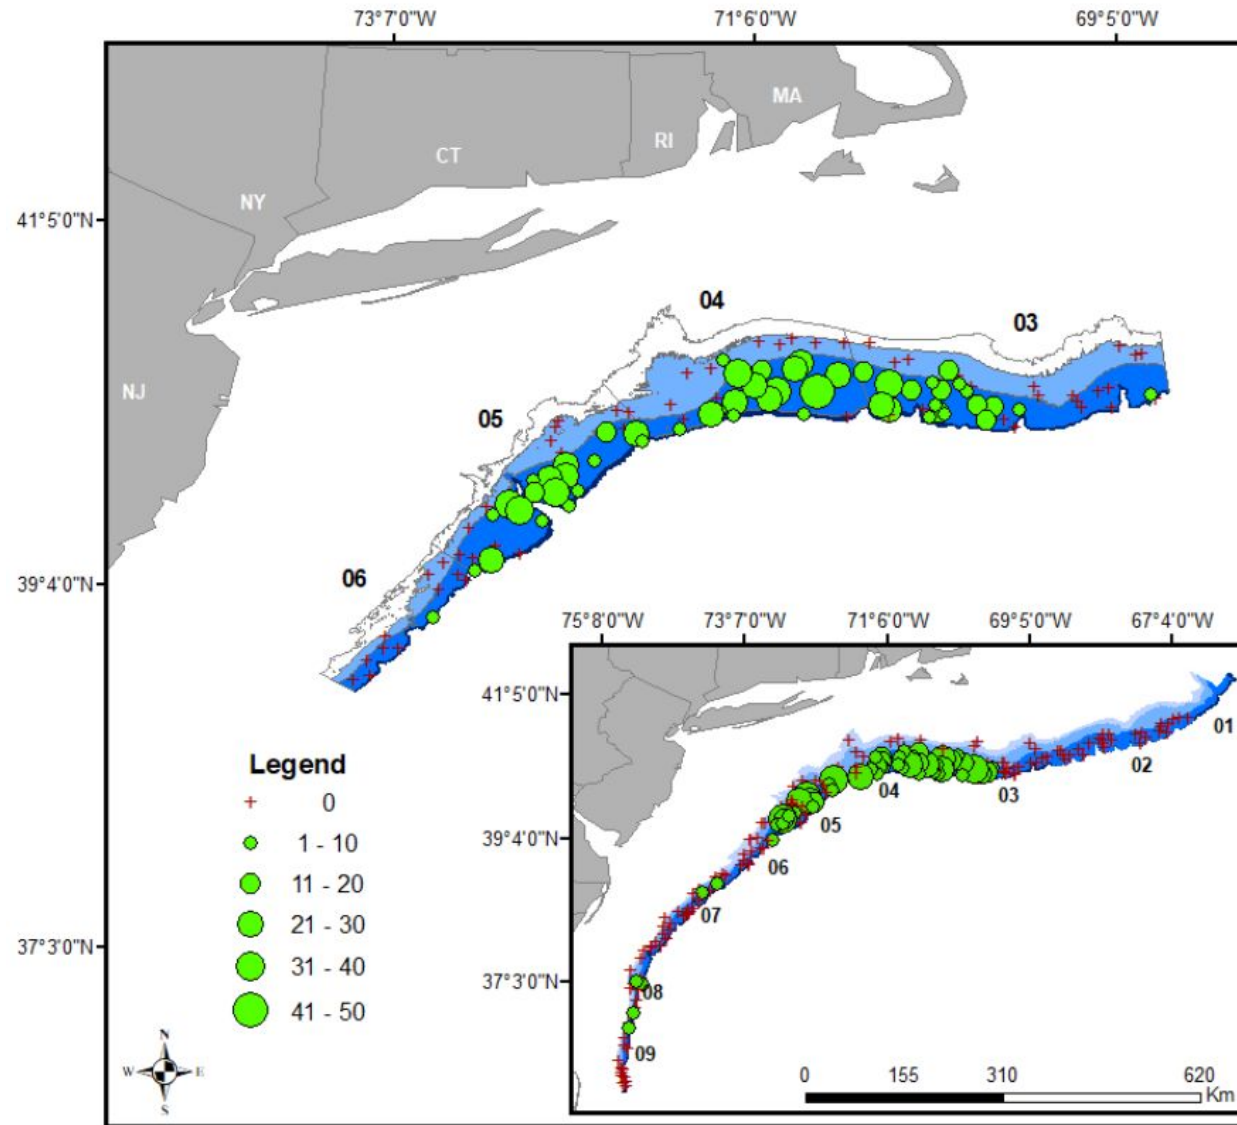 73°7'0"W 71°6'0"W 69°5'0"W
MA
RI
CT
NY
41°5'0"N
04
03
NJ
05
39°4'0"N
06
75°8'0"W 73°7'0"W 71°6'0"W 69°5'0"W 67°4'0"W
41°5'0"N
01
02
Legend
0
1 - 10
11 - 20
21 - 30
31 - 40
41 - 50
04
03
05
39°4'0"N
06
07
37°3'0"N
37°3'0"N
08
09
N
W E
S
0 155 310 620
Km